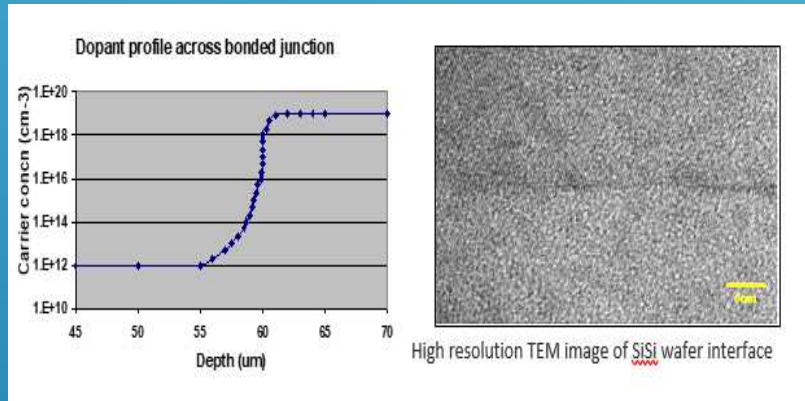 Dopant profile across bonded junction
Carrier concn (cm-3)
1.E+20
1.E+18
1.E+16
1.E+14
1.E+12
1.E+10
45 50 55 60 65 70
Depth (um)
High resolution TEM image of SiSi wafer interface